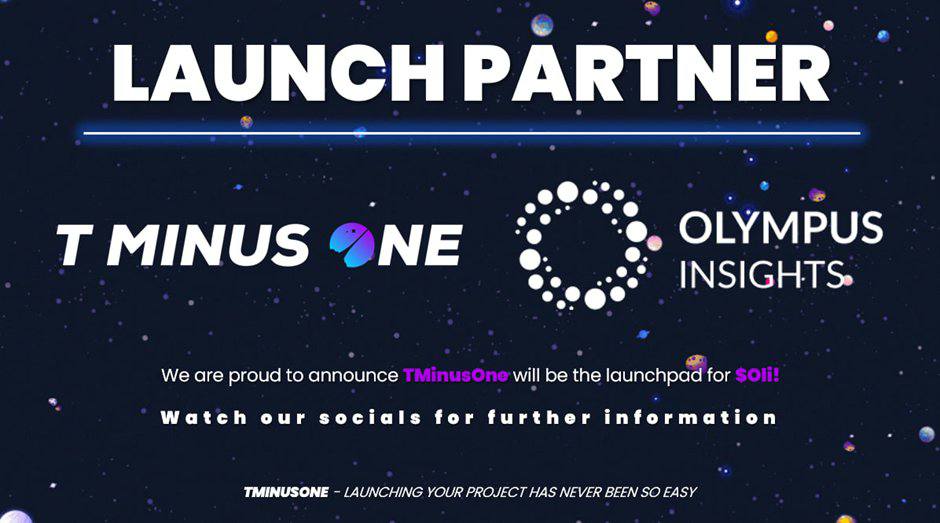 LAUNCH PARTNER
T MINUS ONE
OLYMPUS
INSIGHTS
We are proud to announce TMinusOne will be the launchpad for $Oli!
Watch our socials for further information
TMINUSONE - LAUNCHING YOUR PROJECT HAS NEVER BEEN SO EASY